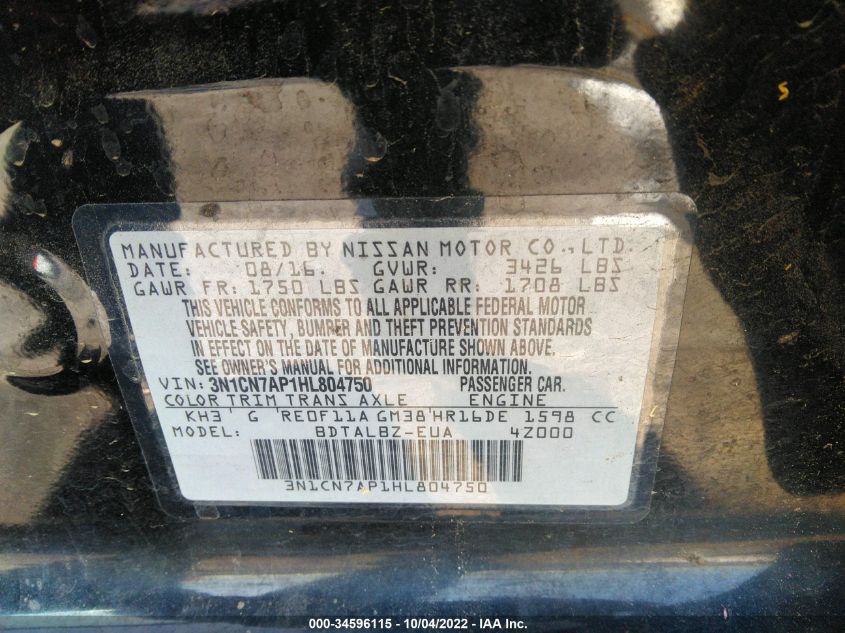 MANUFACTURED BY NISSAN MOTOR CO., LTD.
DATE: 08/16 GVWR: 3426 LBS
GAWR FR: 1750 LBS GAWR RR: 1708 LBS
THIS VEHICLE CONFORMS TO ALL APPLICABLE FEDERAL MOTOR
VEHICLE SAFETY, BUMPER AND THEFT PREVENTION STANDARDS
IN EFFECT ON THE DATE OF MANUFACTURE SHOWN ABOVE.
SEE OWNER'S MANUAL FOR ADDITIONAL INFORMATION.
VIN: 3N1CN7AP1HL804750 PASSENGER CAR.
COLOR TRIM TRANS AXLE ENGINE
KH3 G RE0F11A GM38 HR16DE 1598 CC
MODEL: BDTALBZ-EUA 4Z000
3N1CN7AP1HL804750
000-34596115 - 10/04/2022 - IAA Inc.